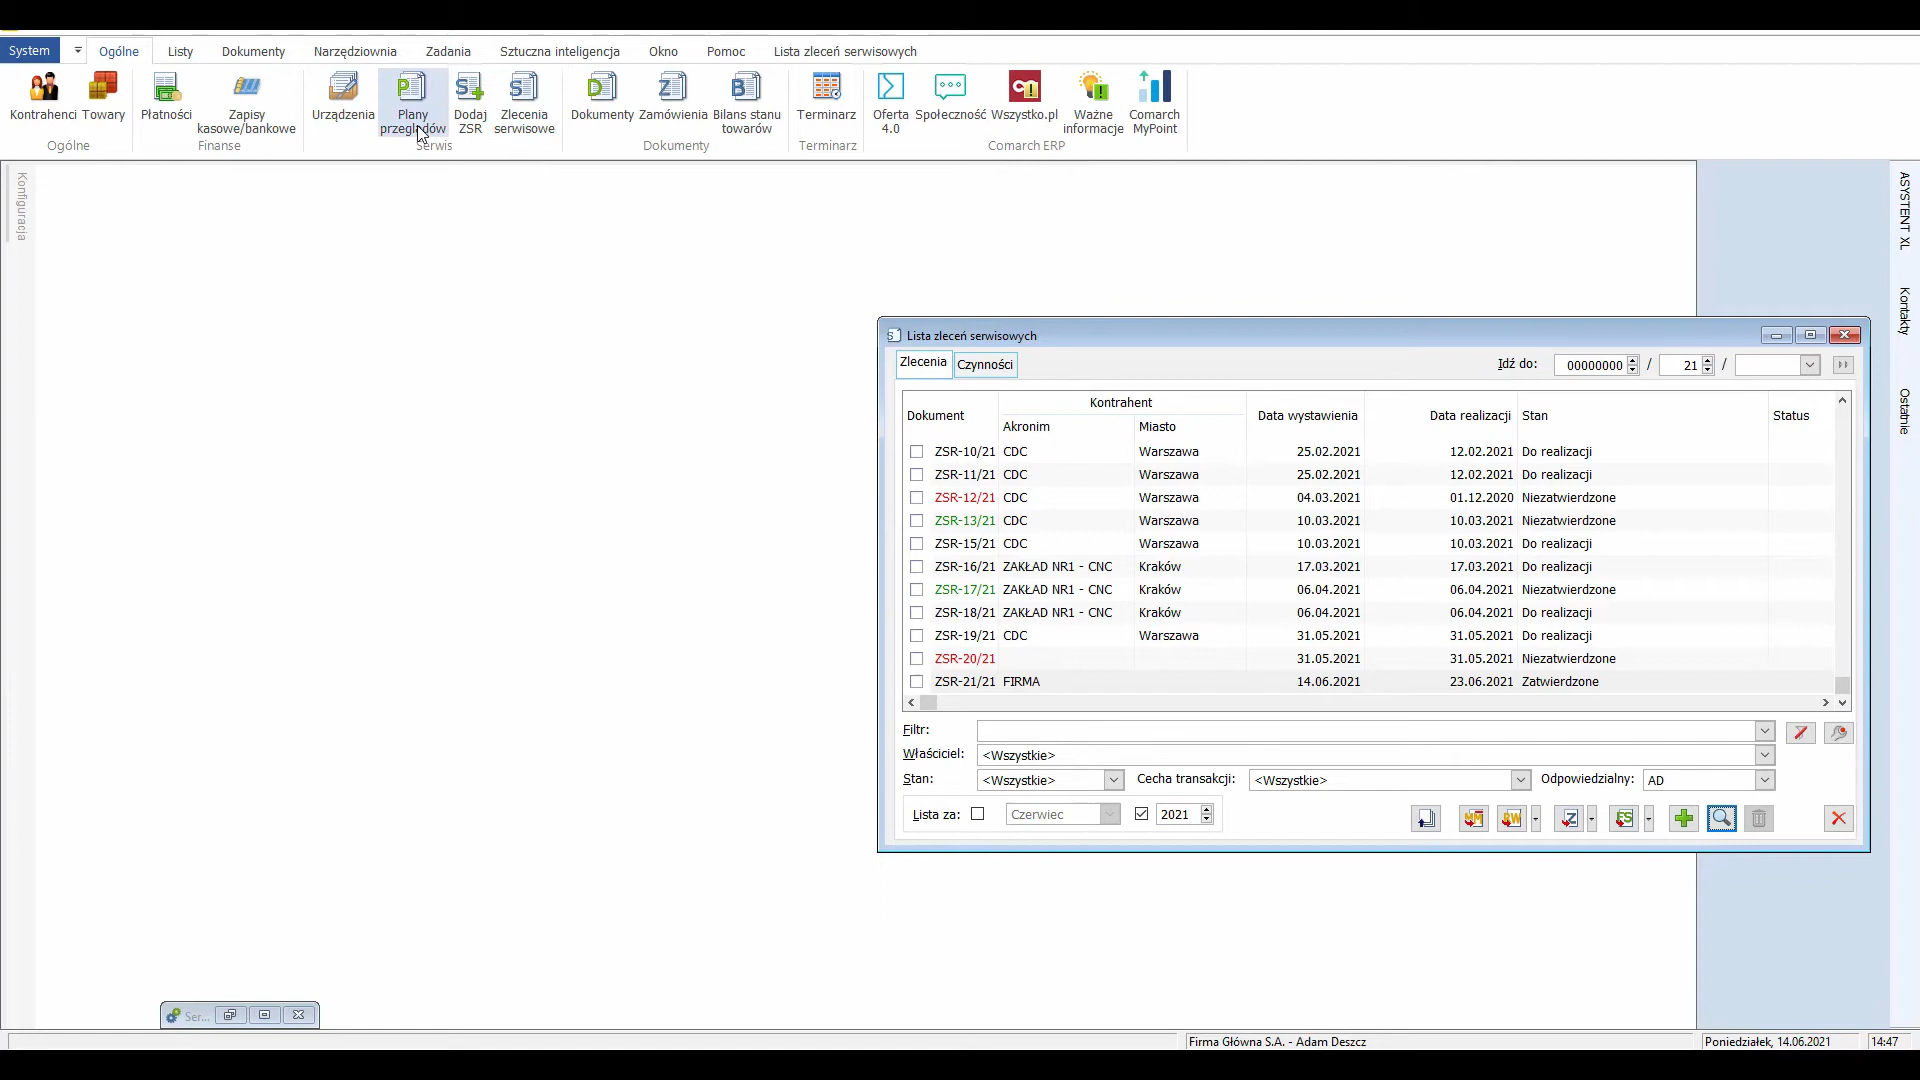 System Ogólne Listy Dokumenty Narzędziownia Zadania Sztuczna inteligencja Okno Pomoc Lista zleceń serwisowych
Kontrahenci Towary Płatności Zapisy kasowe/bankowe Urządzenia Plany przeglądów Dodaj ZSR Zlecenia serwisowe Dokumenty Zamówienia Bilans stanu towarów Terminarz Oferta 4.0 Społeczność Wszystko.pl Ważne informacje Comarch MyPoint
Ogólne Finanse Serwis Dokumenty Terminarz Comarch ERP
Konfiguracja
ASYSTENT XL
Kontakty
Ostatnie
Lista zleceń serwisowych
Zlecenia Czynności Idź do: 00000000 / 21 /
Dokument Kontrahent Data wystawienia Data realizacji Stan Status
Akronim Miasto
ZSR-10/21 CDC Warszawa 25.02.2021 12.02.2021 Do realizacji
ZSR-11/21 CDC Warszawa 25.02.2021 12.02.2021 Do realizacji
ZSR-12/21 CDC Warszawa 04.03.2021 01.12.2020 Niezatwierdzone
ZSR-13/21 CDC Warszawa 10.03.2021 10.03.2021 Niezatwierdzone
ZSR-15/21 CDC Warszawa 10.03.2021 10.03.2021 Do realizacji
ZSR-16/21 ZAKŁAD NR1 - CNC Kraków 17.03.2021 17.03.2021 Do realizacji
ZSR-17/21 ZAKŁAD NR1 - CNC Kraków 06.04.2021 06.04.2021 Niezatwierdzone
ZSR-18/21 ZAKŁAD NR1 - CNC Kraków 06.04.2021 06.04.2021 Do realizacji
ZSR-19/21 CDC Warszawa 31.05.2021 31.05.2021 Do realizacji
ZSR-20/21 31.05.2021 31.05.2021 Niezatwierdzone
ZSR-21/21 FIRMA 14.06.2021 23.06.2021 Zatwierdzone
Filtr:
Właściciel: <Wszystkie>
Stan: <Wszystkie> Cecha transakcji: <Wszystkie> Odpowiedzialny: AD
Lista za: Czerwiec 2021
Ser...
Firma Główna S.A. - Adam Deszcz Poniedziałek, 14.06.2021 14:47